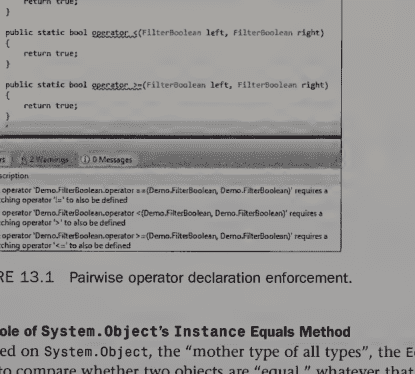 return true;
}
public static bool operator <(FilterBoolean left, FilterBoolean right)
{
return true;
}
public static bool operator >=(FilterBoolean left, FilterBoolean right)
{
return true;
}
2 Warnings 0 Messages
operator 'Demo.FilterBoolean.operator ==(Demo.FilterBoolean, Demo.FilterBoolean)' requires a
ching operator '!=' to also be defined
operator 'Demo.FilterBoolean.operator <(Demo.FilterBoolean, Demo.FilterBoolean)' requires a
ching operator '>' to also be defined
operator 'Demo.FilterBoolean.operator >=(Demo.FilterBoolean, Demo.FilterBoolean)' requires a
ching operator '<=' to also be defined
RE 13.1 Pairwise operator declaration enforcement.
ole of System.Object's Instance Equals Method
ed on System.Object, the “mother type of all types”, the E
to compare whether two objects are “equal,” whatever that